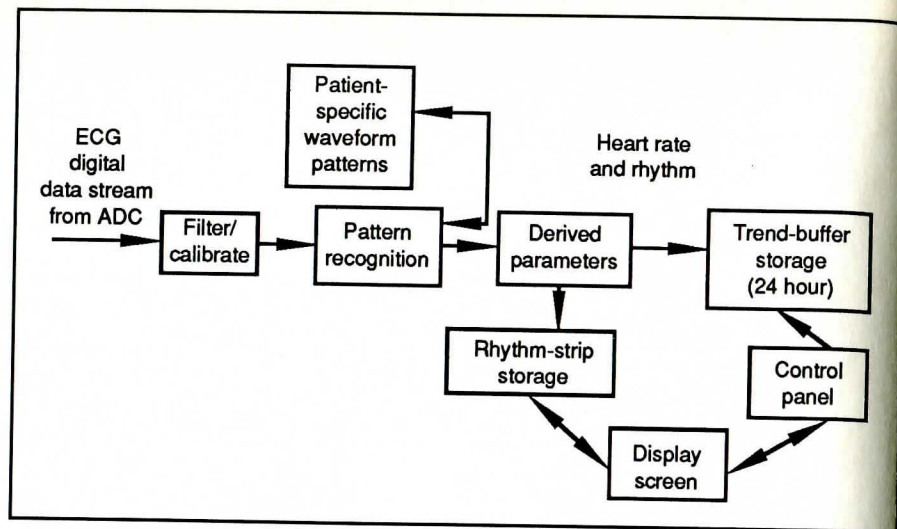 Patient-
specific
waveform
patterns
ECG
digital
data stream
from ADC
Heart rate
and rhythm
Filter/
calibrate
Pattern
recognition
Derived
parameters
Trend-buffer
storage
(24 hour)
Rhythm-strip
storage
Control
panel
Display
screen